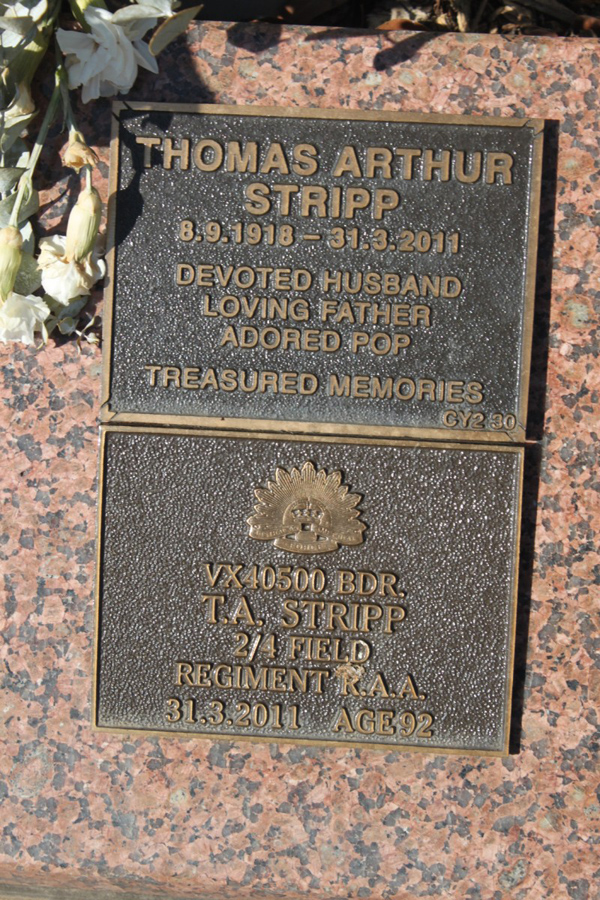 THOMAS ARTHUR
STRIPP
8.9.1918 – 31.3.2011
DEVOTED HUSBAND
LOVING FATHER
ADORED POP
TREASURED MEMORIES
CY2 30
VX40500 BDR.
T.A. STRIPP
2/4 FIELD
REGIMENT R.A.A.
31.3.2011 AGE 92